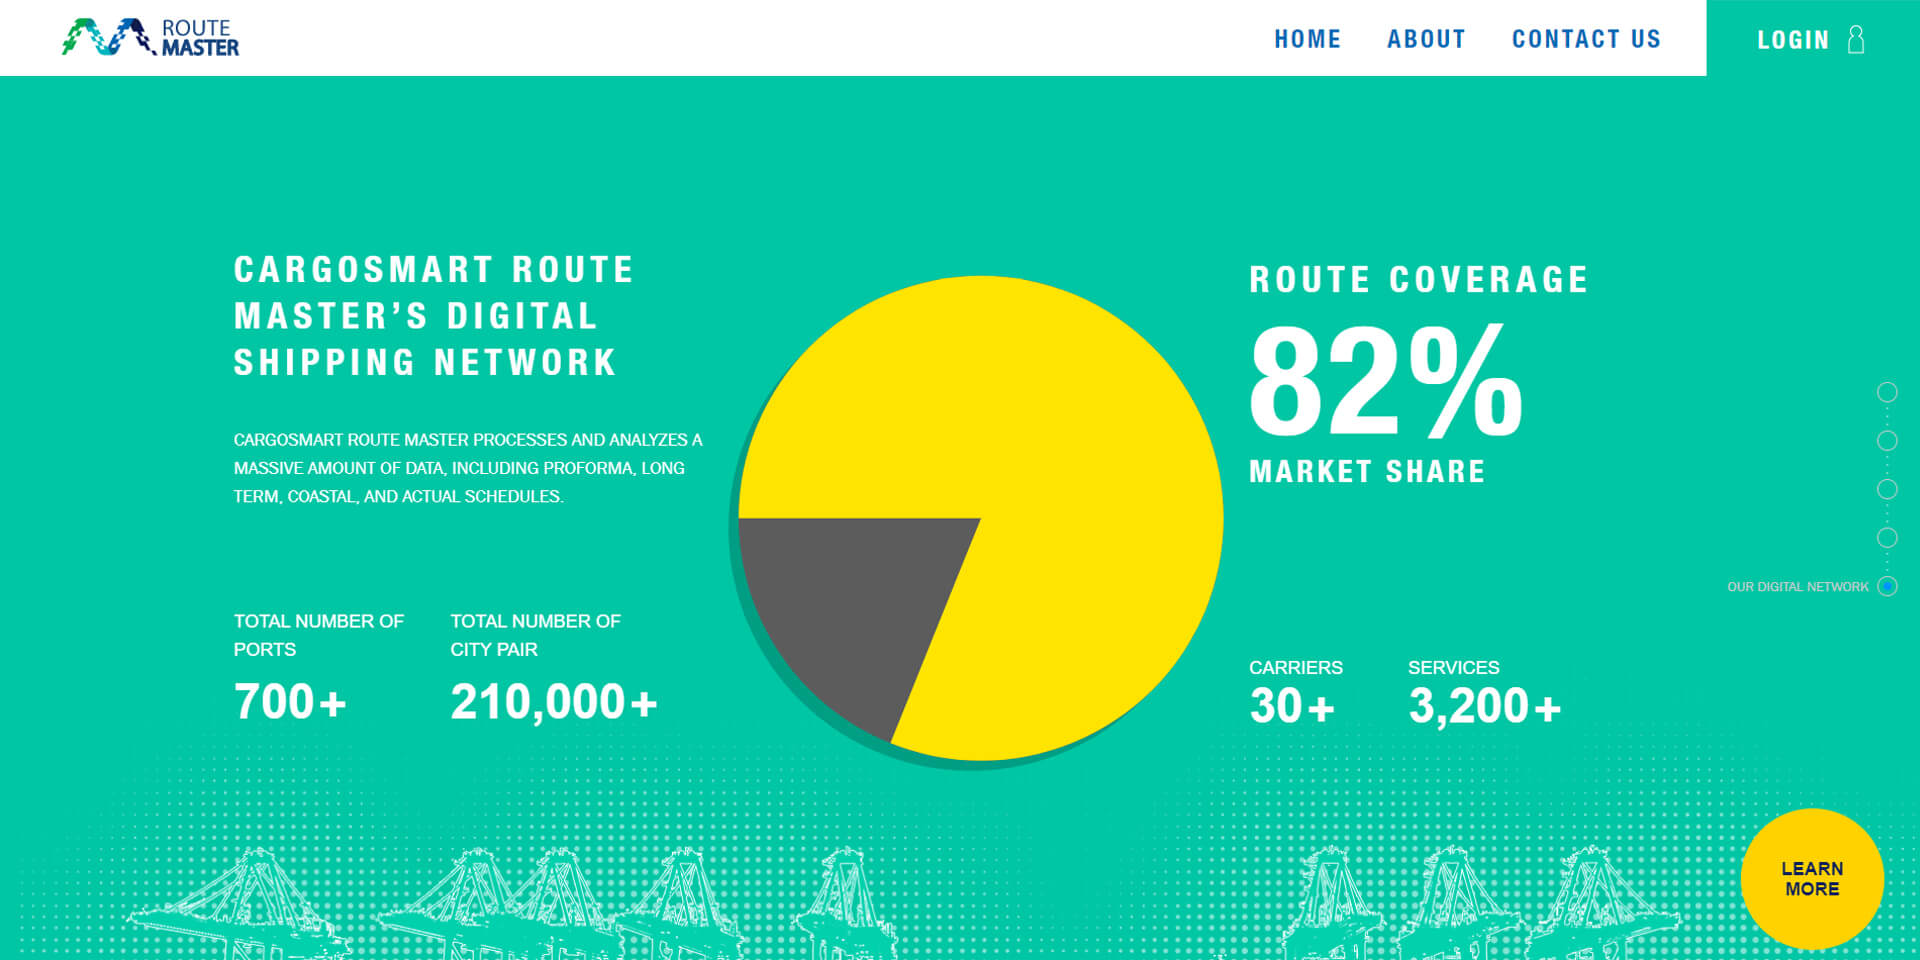 ROUTE
MASTER
HOME
ABOUT
CONTACT US
LOGIN
CARGOSMART ROUTE
MASTER’S DIGITAL
SHIPPING NETWORK
CARGOSMART ROUTE MASTER PROCESSES AND ANALYZES A
MASSIVE AMOUNT OF DATA, INCLUDING PROFORMA, LONG
TERM, COASTAL, AND ACTUAL SCHEDULES.
TOTAL NUMBER OF
PORTS
700+
TOTAL NUMBER OF
CITY PAIR
210,000+
ROUTE COVERAGE
82%
MARKET SHARE
CARRIERS
30+
SERVICES
3,200+
OUR DIGITAL NETWORK
LEARN
MORE